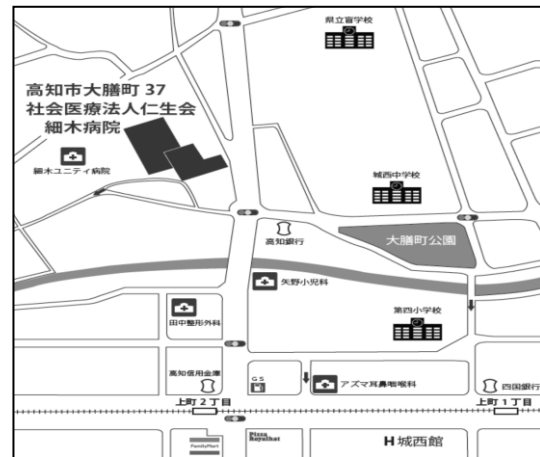 県立盲学校
高知市大膳町 37
社会医療法人仁生会
細木病院
細木ユニティ病院
城西中学校
高知銀行
大膳町公園
矢野小児科
田中整形外科
第四小学校
高知信用金庫
GS
アズマ耳鼻咽喉科
四国銀行
上町2丁目
上町1丁目
FamilyMart
Pizza
Royalhat
H 城西館